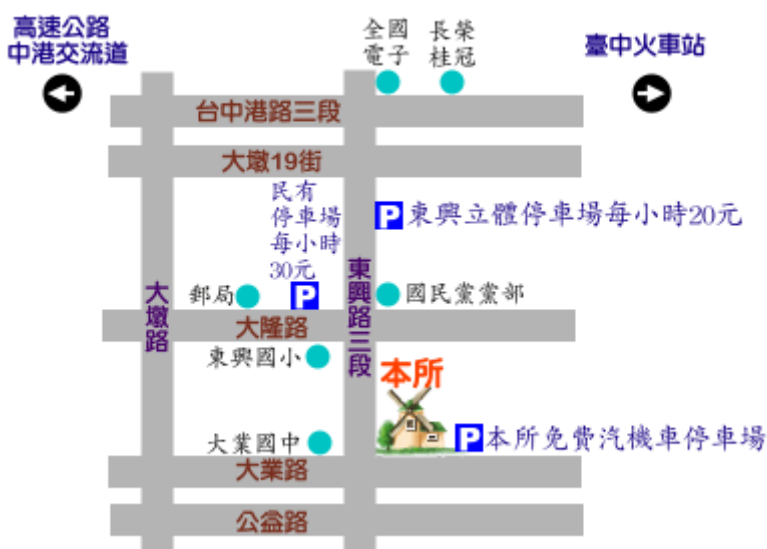 高速公路
中港交流道
全國
電子
長榮
桂冠
臺中火車站
台中港路三段
大墩19街
民有
停車場
每小時
30元
P東興立體停車場每小時20元
大墩路
東興路三段
郵局
P
國民黨黨部
大隆路
東興國小
本所
大業國中
P本所免費汽機車停車場
大業路
公益路